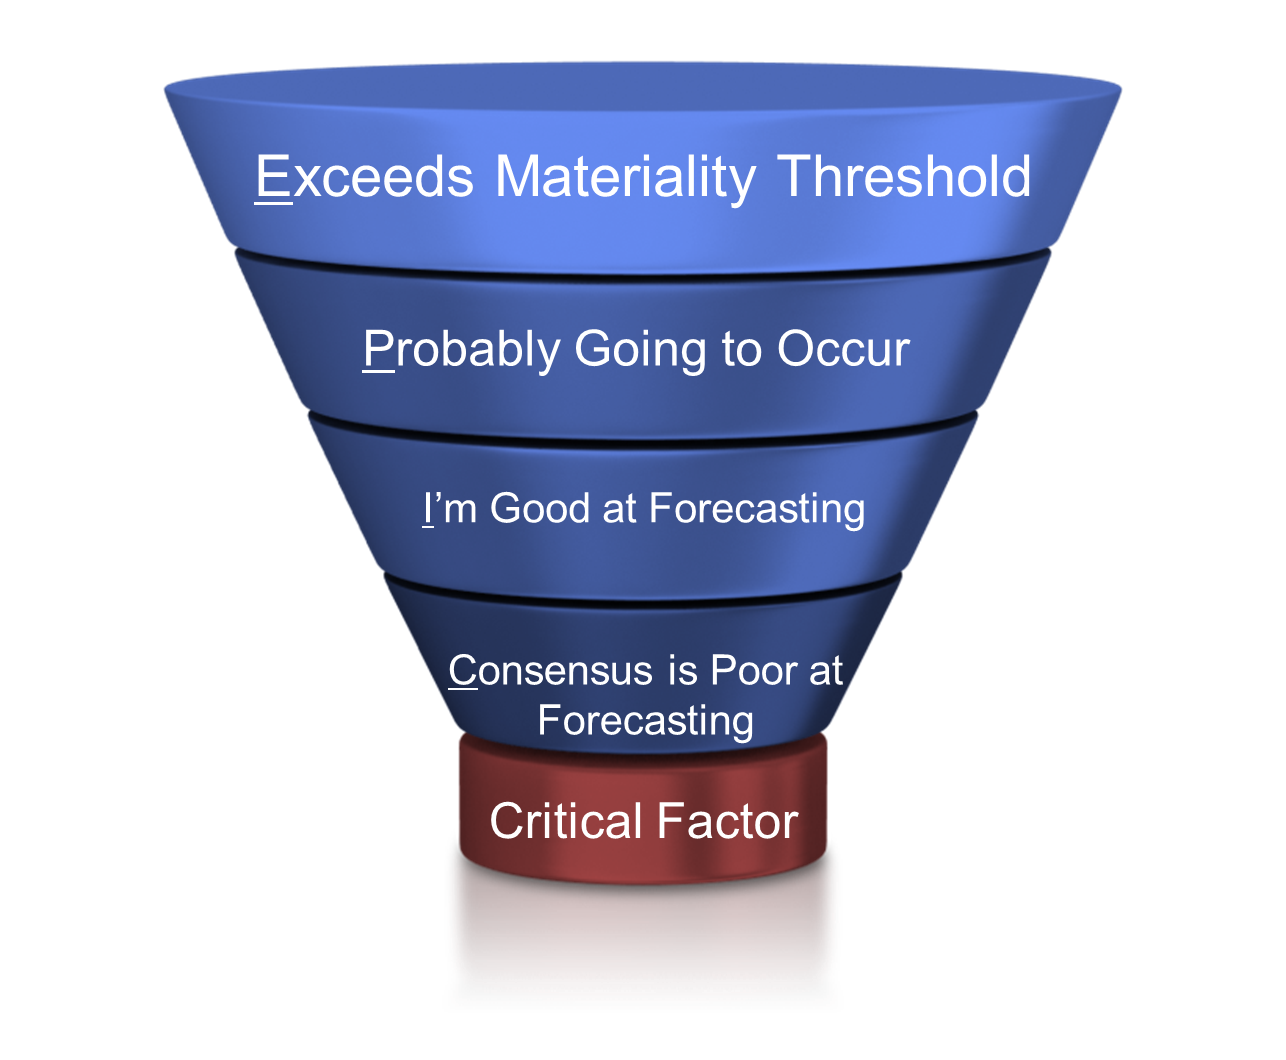 Exceeds Materiality Threshold
Probably Going to Occur
I’m Good at Forecasting
Consensus is Poor at
Forecasting
Critical Factor